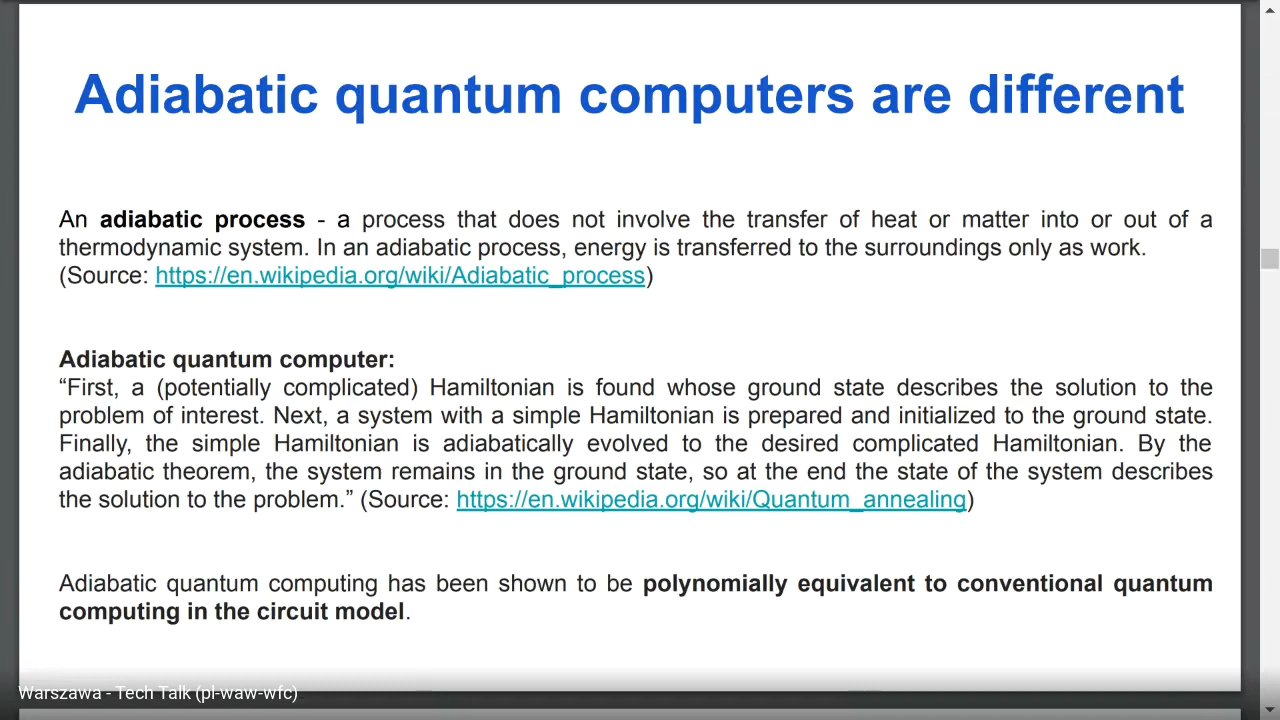 Adiabatic quantum computers are different
An adiabatic process - a process that does not involve the transfer of heat or matter into or out of a
thermodynamic system. In an adiabatic process, energy is transferred to the surroundings only as work.
(Source: https://en.wikipedia.org/wiki/Adiabatic_process)
Adiabatic quantum computer:
“First, a (potentially complicated) Hamiltonian is found whose ground state describes the solution to the
problem of interest. Next, a system with a simple Hamiltonian is prepared and initialized to the ground state.
Finally, the simple Hamiltonian is adiabatically evolved to the desired complicated Hamiltonian. By the
adiabatic theorem, the system remains in the ground state, so at the end the state of the system describes
the solution to the problem.” (Source: https://en.wikipedia.org/wiki/Quantum_annealing)
Adiabatic quantum computing has been shown to be polynomially equivalent to conventional quantum
computing in the circuit model.
Warszawa - Tech Talk (pl-waw-wfc)